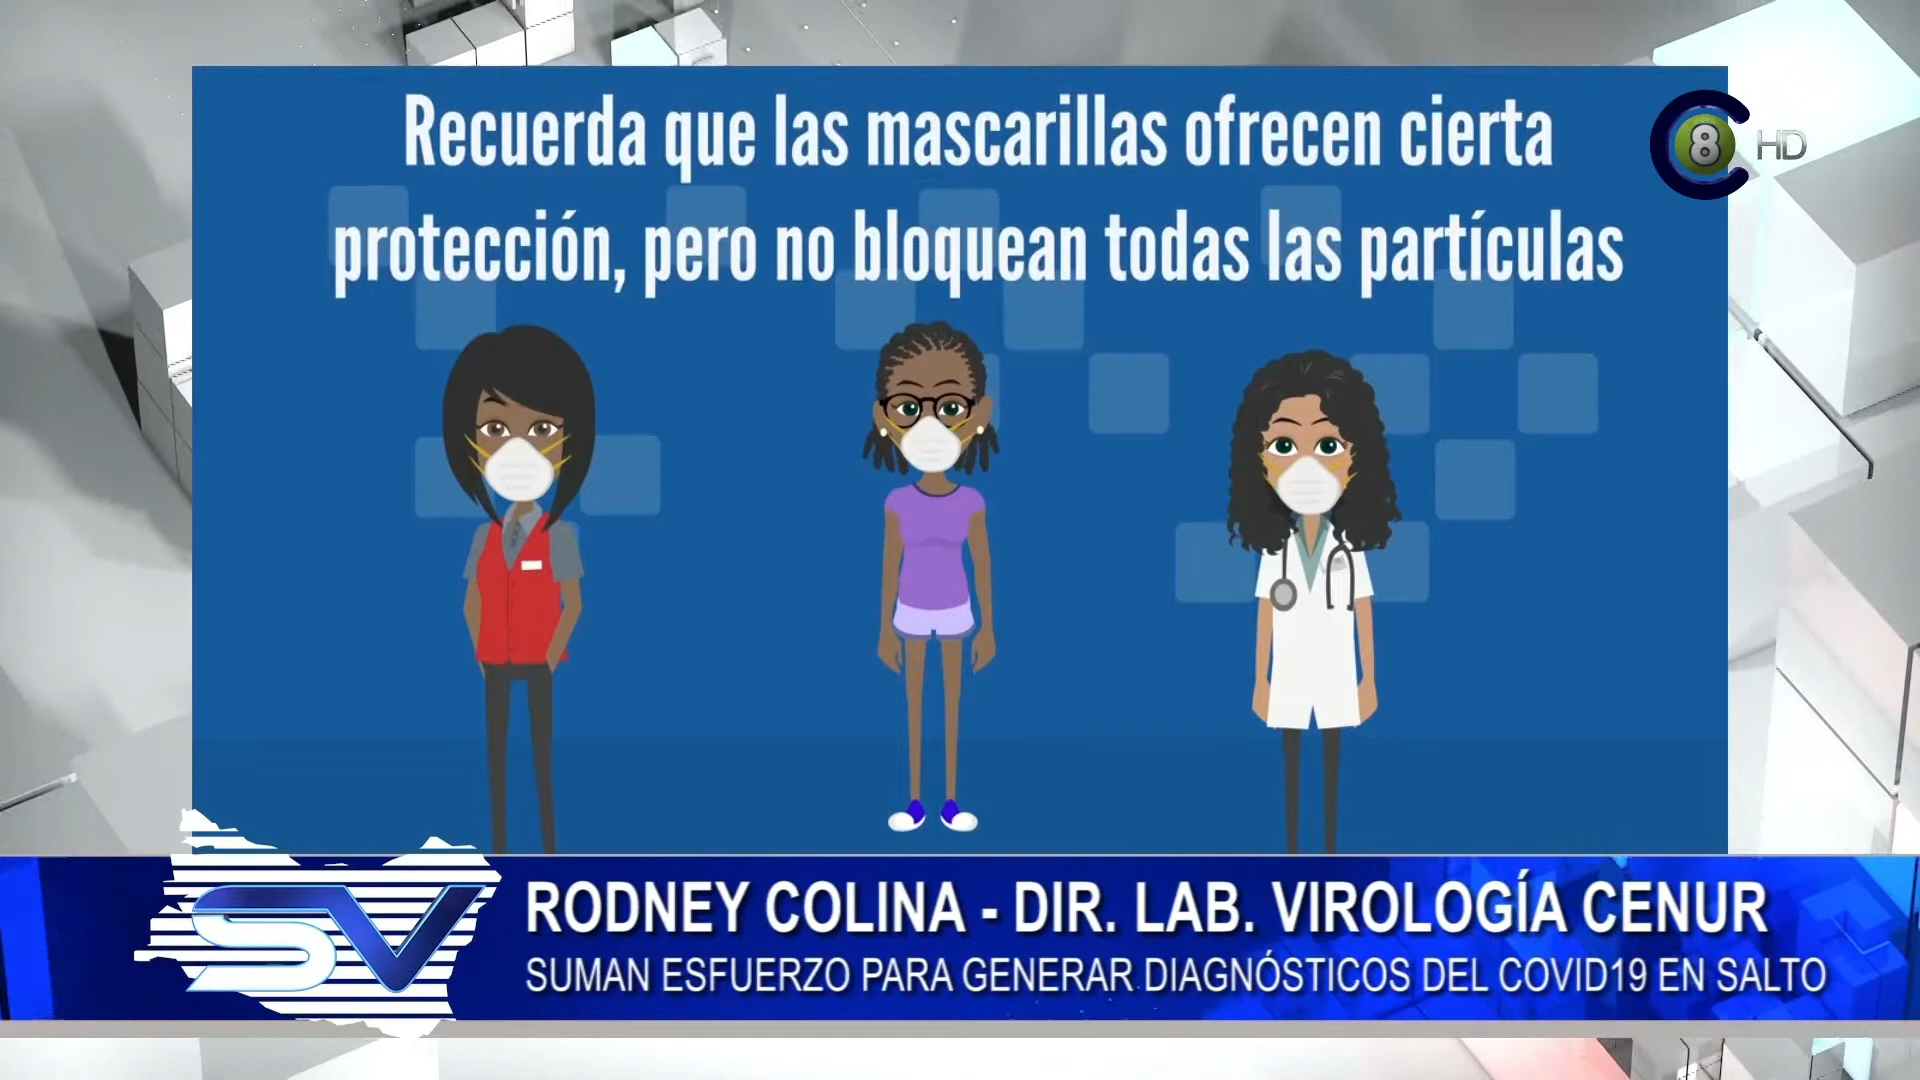 Recuerda que las mascarillas ofrecen cierta
protección, pero no bloquean todas las partículas
8 HD
SV
RODNEY COLINA - DIR. LAB. VIROLOGÍA CENUR
SUMAN ESFUERZO PARA GENERAR DIAGNÓSTICOS DEL COVID19 EN SALTO